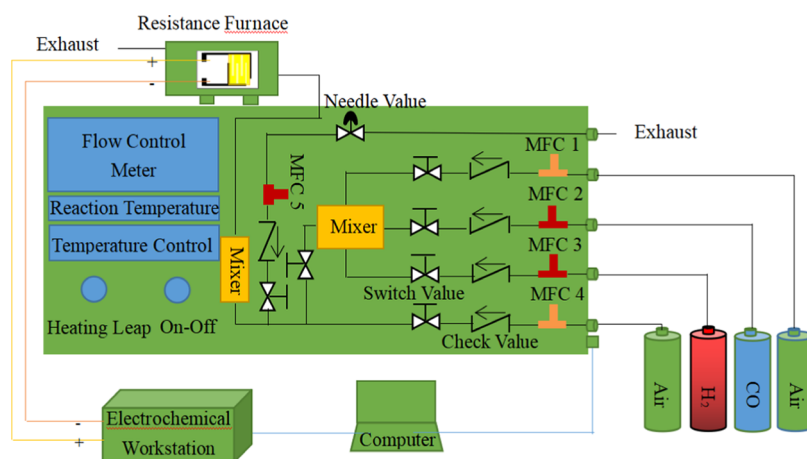 Resistance Furnace
Exhaust
+
-
Needle Value
Exhaust
Flow Control
Meter
MFC 1
MFC 5
MFC 2
Reaction Temperature
Mixer
Temperature Control
MFC 3
Mixer
Switch Value
MFC 4
Heating Leap
On-Off
Check Value
Air
H₂
CO
Air
-
+
Electrochemical
Workstation
Computer